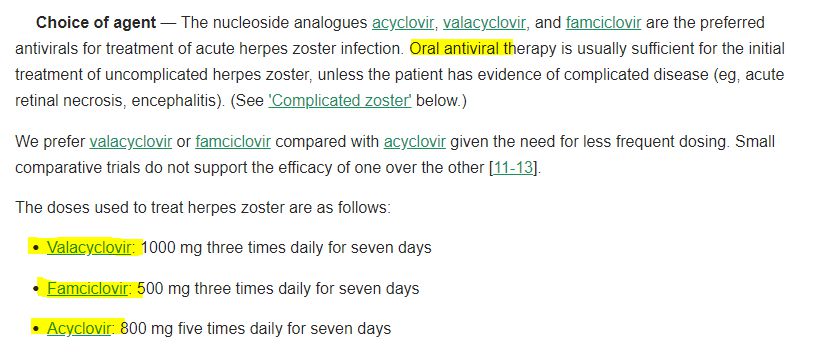 Choice of agent — The nucleoside analogues acyclovir, valacyclovir, and famciclovir are the preferred
antivirals for treatment of acute herpes zoster infection. Oral antiviral therapy is usually sufficient for the initial
treatment of uncomplicated herpes zoster, unless the patient has evidence of complicated disease (eg, acute
retinal necrosis, encephalitis). (See 'Complicated zoster' below.)
We prefer valacyclovir or famciclovir compared with acyclovir given the need for less frequent dosing. Small
comparative trials do not support the efficacy of one over the other [11-13].
The doses used to treat herpes zoster are as follows:
• Valacyclovir: 1000 mg three times daily for seven days
• Famciclovir: 500 mg three times daily for seven days
• Acyclovir: 800 mg five times daily for seven days